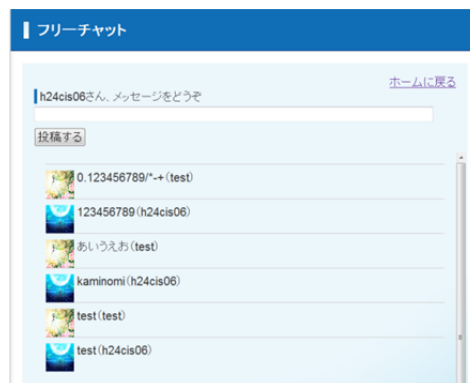 フリーチャット
ホームに戻る
h24cis06さん、メッセージをどうぞ
投稿する
0.123456789/*-+(test)
123456789(h24cis06)
あいうえお(test)
kaminomi(h24cis06)
test(test)
test(h24cis06)